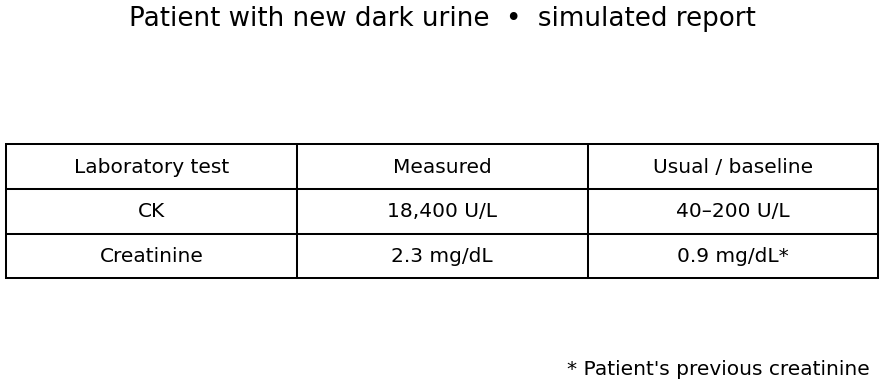 Patient with new dark urine • simulated report
Laboratory test Measured Usual / baseline
CK 18,400 U/L 40–200 U/L
Creatinine 2.3 mg/dL 0.9 mg/dL*
* Patient's previous creatinine